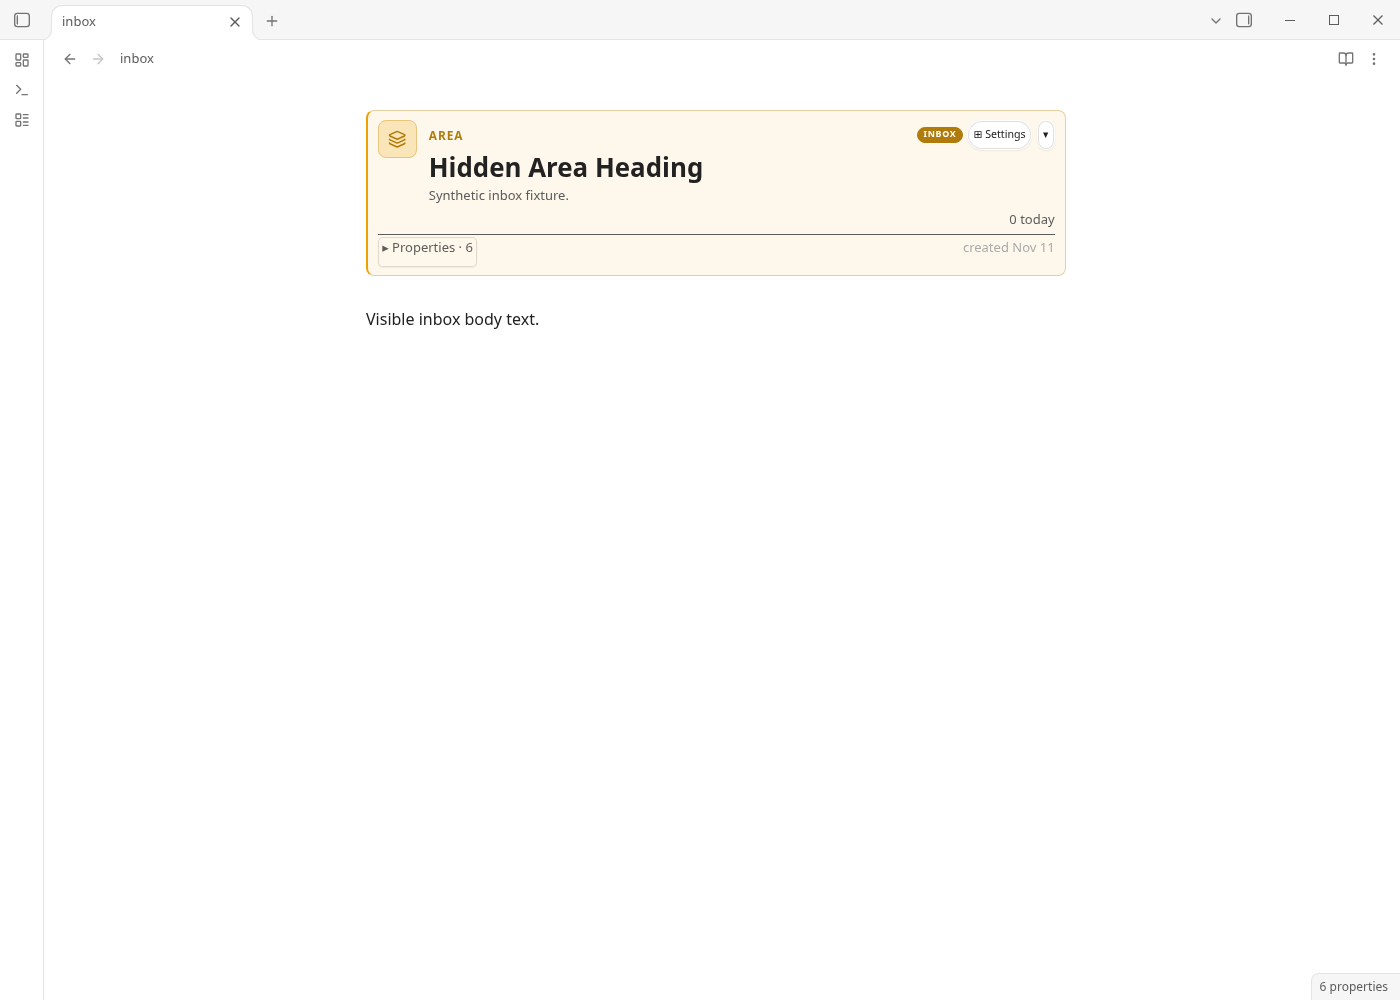 inbox
inbox
AREA
INBOX
⊞ Settings
▾
Hidden Area Heading
Synthetic inbox fixture.
0 today
▸ Properties · 6
created Nov 11
Visible inbox body text.
6 properties